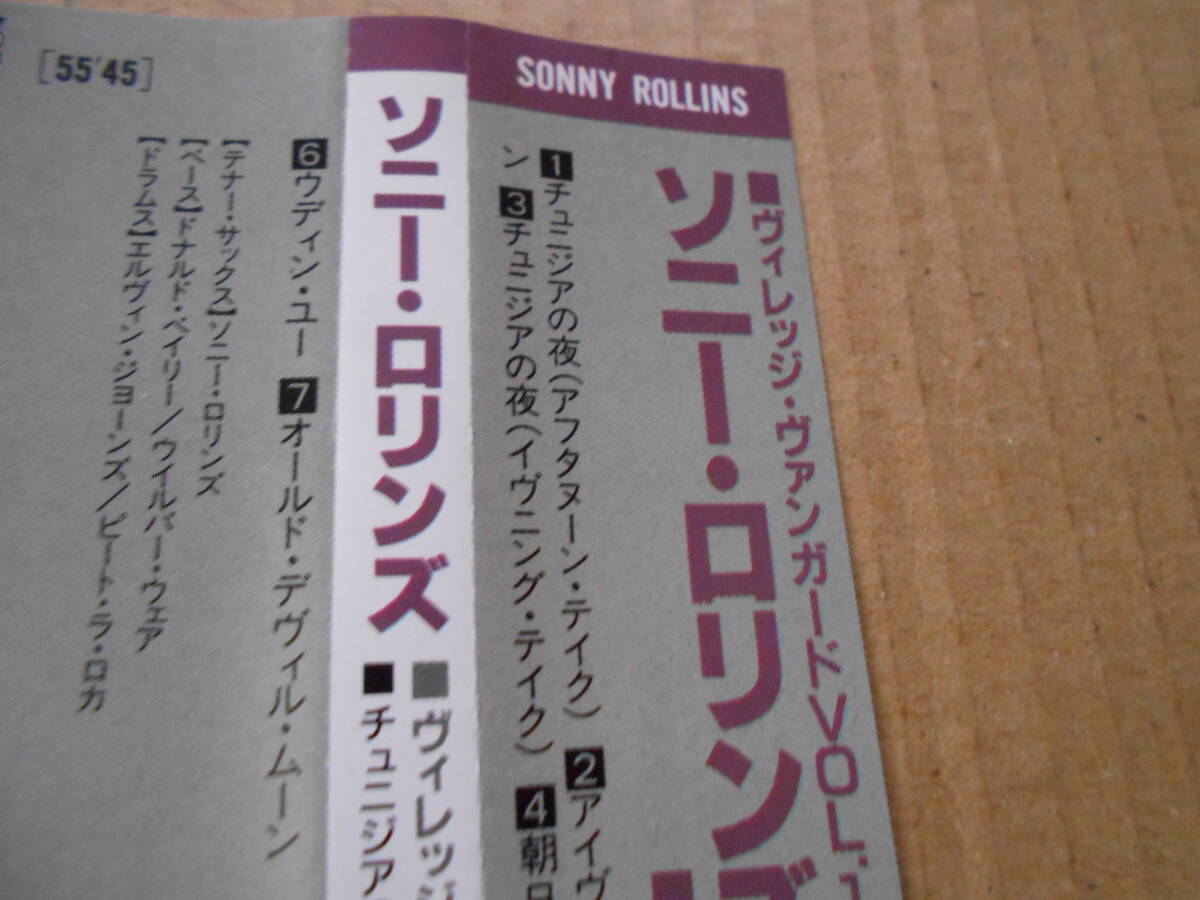 SONNY ROLLINS
■ヴィレッジ・ヴァンガードVOL.1
ソニー・ロリンズ
1チュニジアの夜(アフタヌーン・テイク) 2アイヴ
ン 3チュニジアの夜(イヴニング・テイク) 4朝日
ソニー・ロリンズ
■ヴィレッジ
■チュニジア
[55'45]
6ウディン・ユー 7オールド・デヴィル・ムーン
【テナー・サックス】ソニー・ロリンズ
【ベース】ドナルド・ベイリー/ウイルバー・ウェア
【ドラムス】エルヴィン・ジョーンズ/ピート・ラ・ロカ